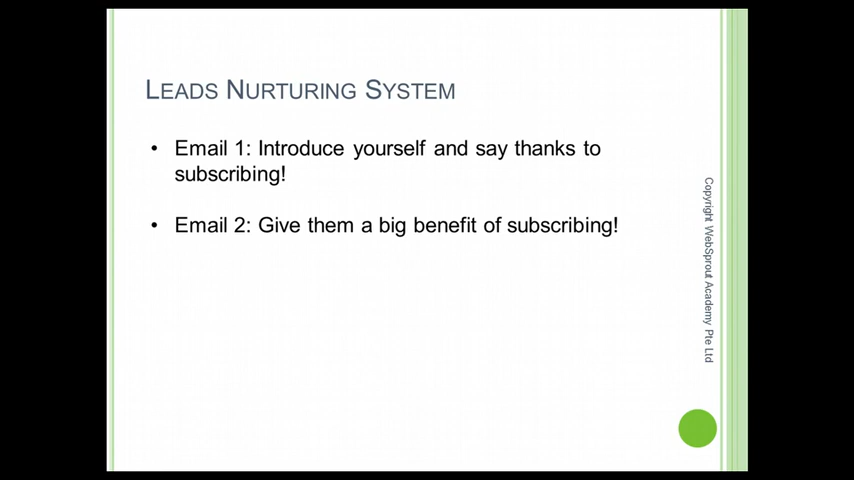 LEADS NURTURING SYSTEM
• Email 1: Introduce yourself and say thanks to
subscribing!
• Email 2: Give them a big benefit of subscribing!
Copyright WebSprout Academy Pte Ltd